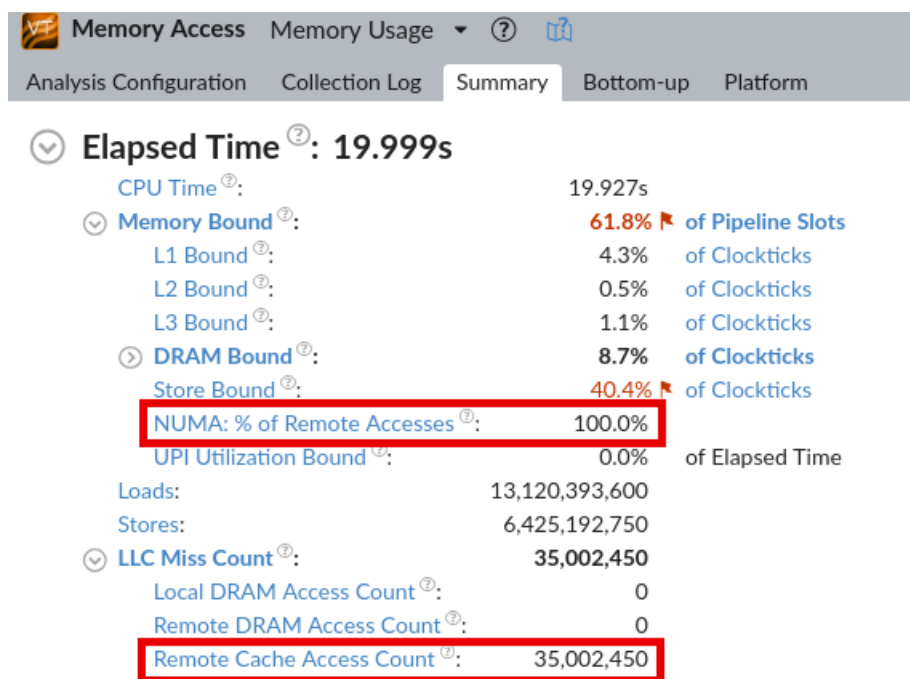 Memory Access Memory Usage ?
Analysis Configuration Collection Log Summary Bottom-up Platform
Elapsed Time ?: 19.999s
CPU Time ?: 19.927s
Memory Bound ?: 61.8% of Pipeline Slots
L1 Bound ?: 4.3% of Clockticks
L2 Bound ?: 0.5% of Clockticks
L3 Bound ?: 1.1% of Clockticks
DRAM Bound ?: 8.7% of Clockticks
Store Bound ?: 40.4% of Clockticks
NUMA: % of Remote Accesses ?: 100.0%
UPI Utilization Bound ?: 0.0% of Elapsed Time
Loads: 13,120,393,600
Stores: 6,425,192,750
LLC Miss Count ?: 35,002,450
Local DRAM Access Count ?: 0
Remote DRAM Access Count ?: 0
Remote Cache Access Count ?: 35,002,450